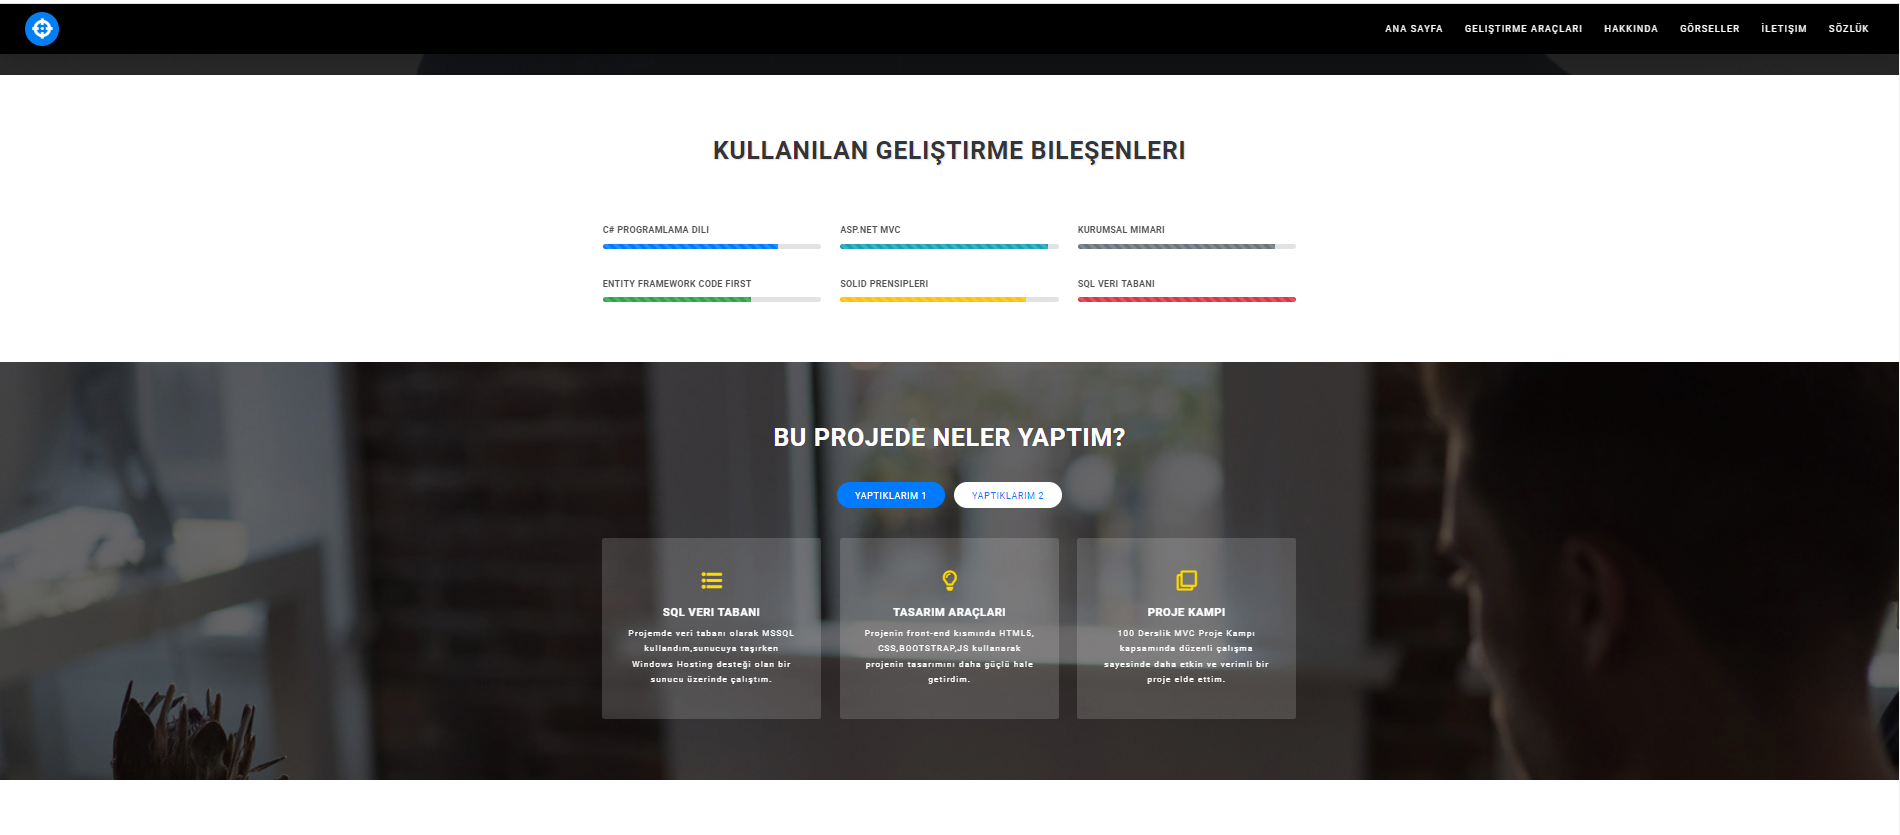 ANA SAYFA GELIŞTIRME ARAÇLARI HAKKINDA GÖRSELLER İLETIŞIM SÖZLÜK
KULLANILAN GELIŞTIRME BILEŞENLERI
C# PROGRAMLAMA DILI ASP.NET MVC KURUMSAL MIMARI
ENTITY FRAMEWORK CODE FIRST SOLID PRENSIPLERI SQL VERI TABANI
BU PROJEDE NELER YAPTIM?
YAPTIKLARIM 1 YAPTIKLARIM 2
SQL VERI TABANI
Projemde veri tabanı olarak MSSQL
kullandım,sunucuya taşırken
Windows Hosting desteği olan bir
sunucu üzerinde çalıştım.
TASARIM ARAÇLARI
Projenin front-end kısmında HTML5,
CSS,BOOTSTRAP,JS kullanarak
projenin tasarımını daha güçlü hale
getirdim.
PROJE KAMPI
100 Derslik MVC Proje Kampı
kapsamında düzenli çalışma
sayesinde daha etkin ve verimli bir
proje elde ettim.